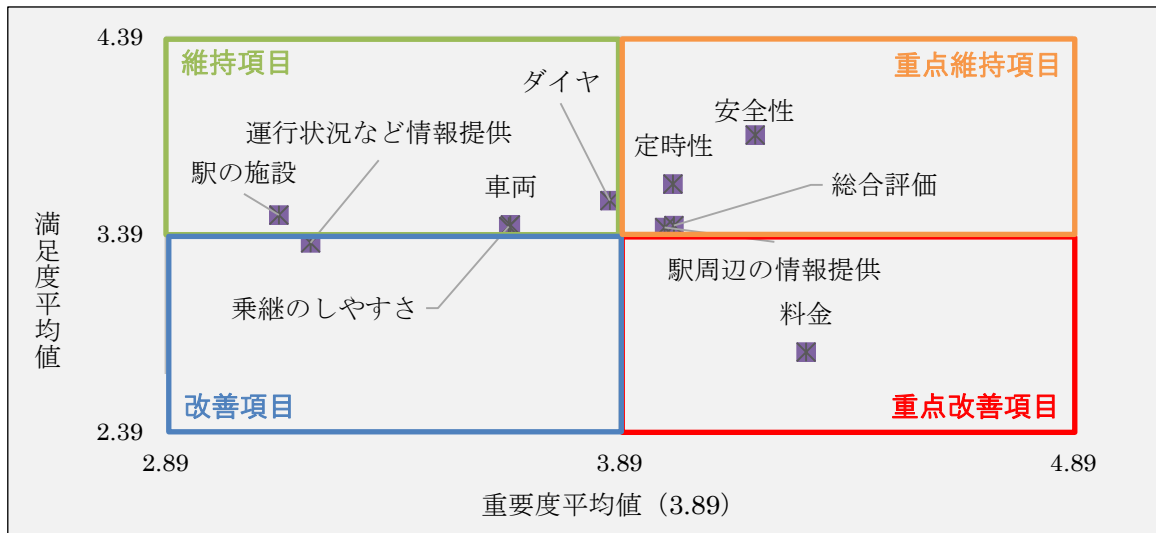 4.39
維持項目
重点維持項目
ダイヤ
安全性
運行状況など情報提供
定時性
駅の施設
車両
総合評価
満足度平均値
3.39
駅周辺の情報提供
乗継のしやすさ
料金
改善項目
重点改善項目
2.39
2.89
3.89
4.89
重要度平均値（3.89）